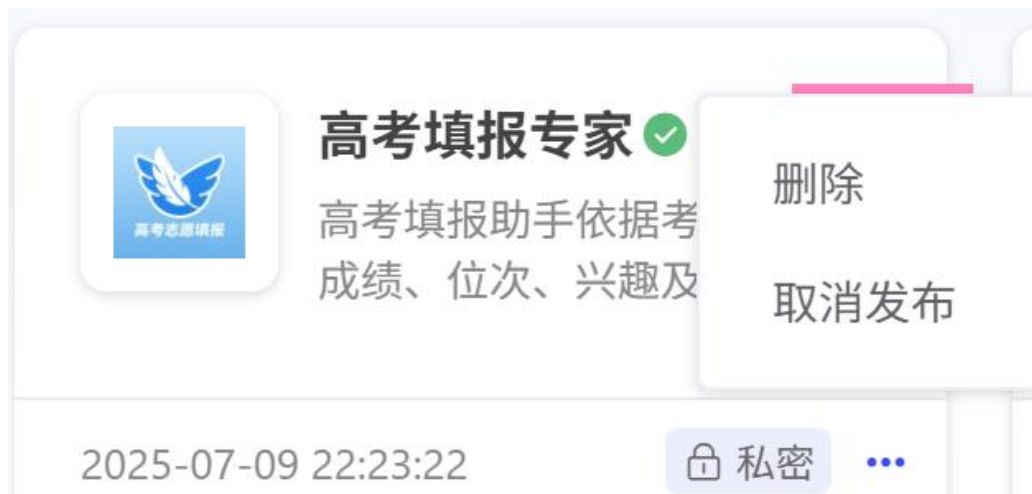 高考填报专家
高考志愿填报
高考填报助手依据考
成绩、位次、兴趣及
删除
取消发布
2025-07-09 22:23:22
私密